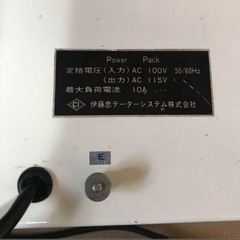 Power Pack
定格電圧(入力) AC 100V 50/60Hz
(出力) AC 115V
最大負荷電流 10A
CI 伊藤忠データーシステム株式会社
E